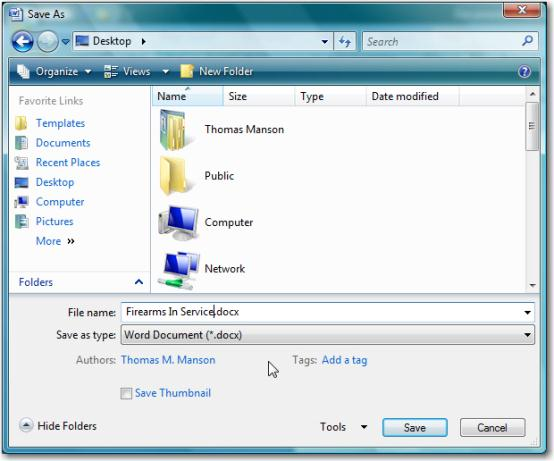 Save As
Desktop
Search
Organize Views New Folder
Favorite Links
Templates
Documents
Recent Places
Desktop
Computer
Pictures
More »
Folders
Name Size Type Date modified
Thomas Manson
Public
Computer
Network
File name: Firearms In Service.docx
Save as type: Word Document (*.docx)
Authors: Thomas M. Manson Tags: Add a tag
Save Thumbnail
Hide Folders Tools Save Cancel